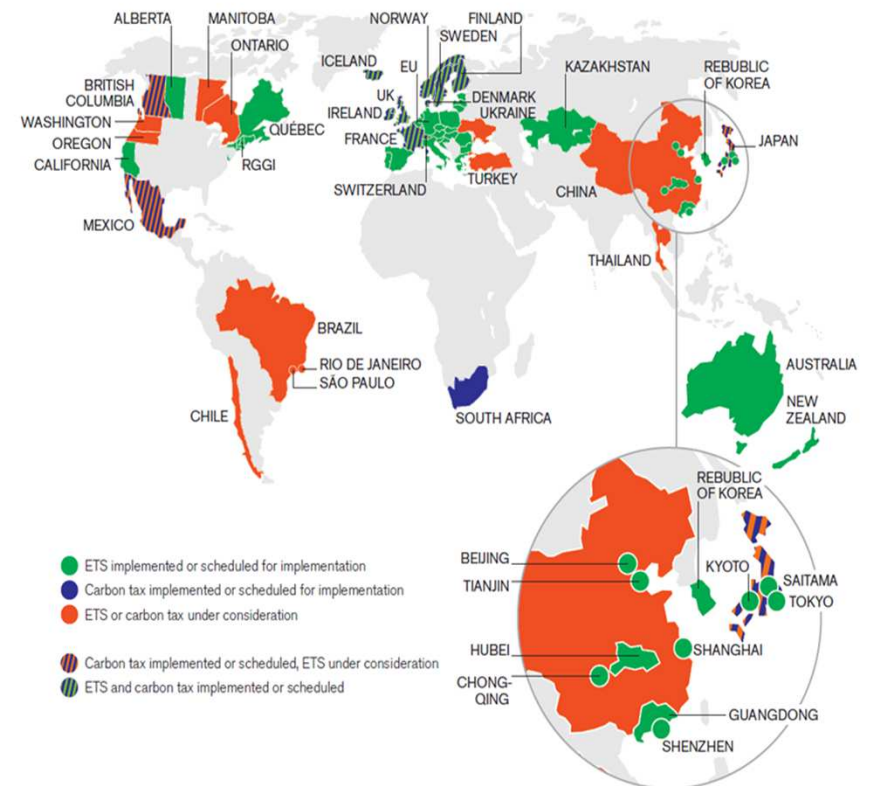 ALBERTA
MANITOBA
ONTARIO
BRITISH
COLUMBIA
WASHINGTON
OREGON
CALIFORNIA
QUÉBEC
RGGI
MEXICO
NORWAY
FINLAND
SWEDEN
ICELAND
EU
UK
IRELAND
FRANCE
DENMARK
UKRAINE
SWITZERLAND
TURKEY
KAZAKHSTAN
REPUBLIC
OF KOREA
JAPAN
CHINA
THAILAND
BRAZIL
RIO DE JANEIRO
SÃO PAULO
CHILE
SOUTH AFRICA
AUSTRALIA
NEW
ZEALAND
REBUBLIC
OF KOREA
BEIJING
TIANJIN
KYOTO
SAITAMA
TOKYO
HUBEI
SHANGHAI
CHONG-
QING
GUANGDONG
SHENZHEN
ETS implemented or scheduled for implementation
Carbon tax implemented or scheduled for implementation
ETS or carbon tax under consideration
Carbon tax implemented or scheduled, ETS under consideration
ETS and carbon tax implemented or scheduled